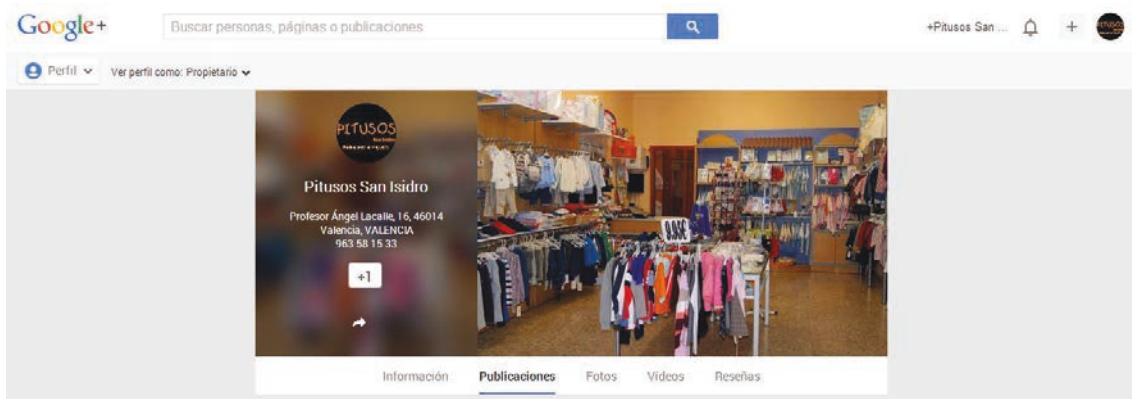 Google+
Buscar personas, páginas o publicaciones
+Pitusos San ...
+
Perfil
Ver perfil como: Propietario
PITUSOS
Pitusos San Isidro
Profesor Ángel Lacalle, 16, 46014
Valencia, VALENCIA
963 58 15 33
+1
Información Publicaciones Fotos Vídeos Reseñas